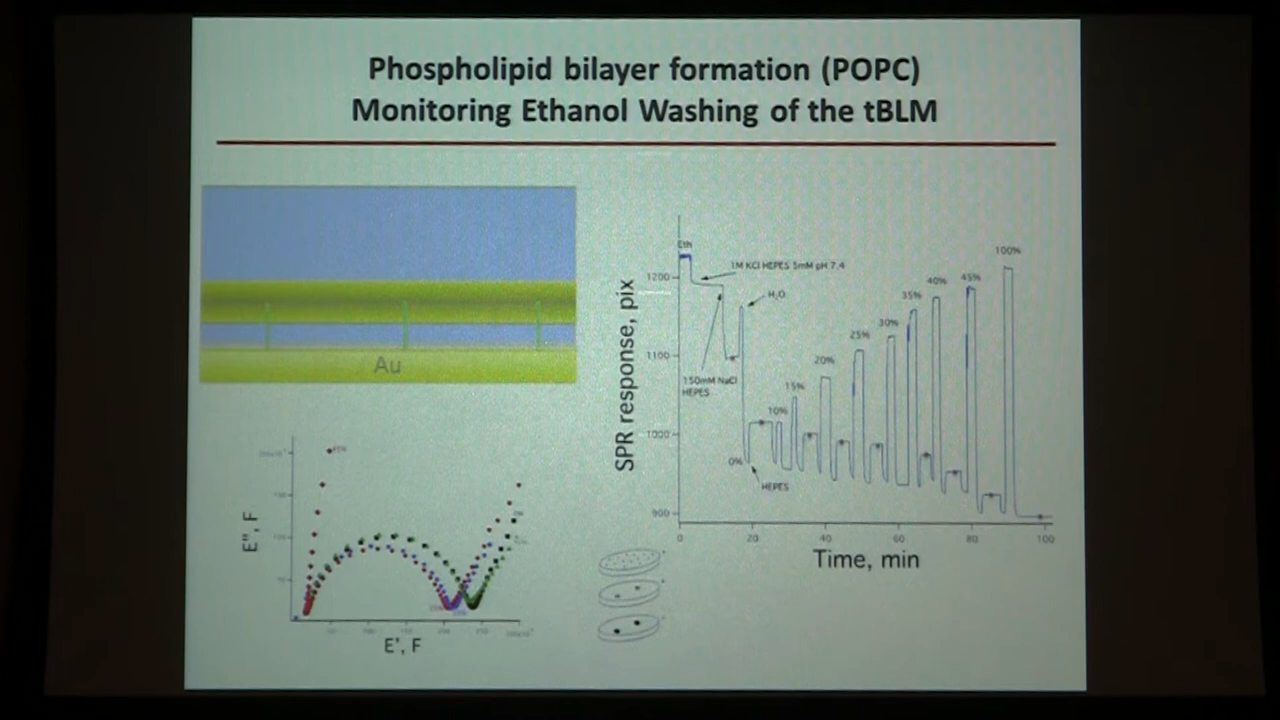 Phospholipid bilayer formation (POPC)
Monitoring Ethanol Washing of the tBLM
Au
E'', F
E', F
SPR response, pix
1200
1100
1000
900
Eth
1M KCl HEPES 5mM pH 7.4
H₂O
150mM NaCl
HEPES
0%
HEPES
10%
15%
20%
25%
30%
35%
40%
45%
100%
0
20
40
60
80
100
Time, min